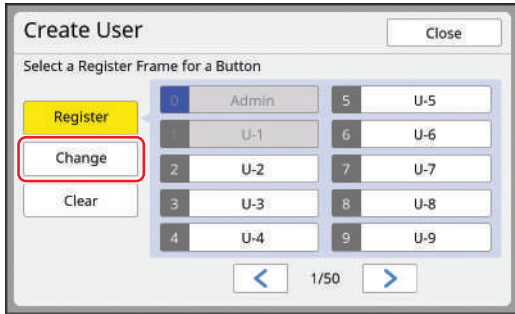 Create User
Close
Select a Register Frame for a Button
Register
Change
Clear
0 Admin
1 U-1
2 U-2
3 U-3
4 U-4
5 U-5
6 U-6
7 U-7
8 U-8
9 U-9
< 1/50 >